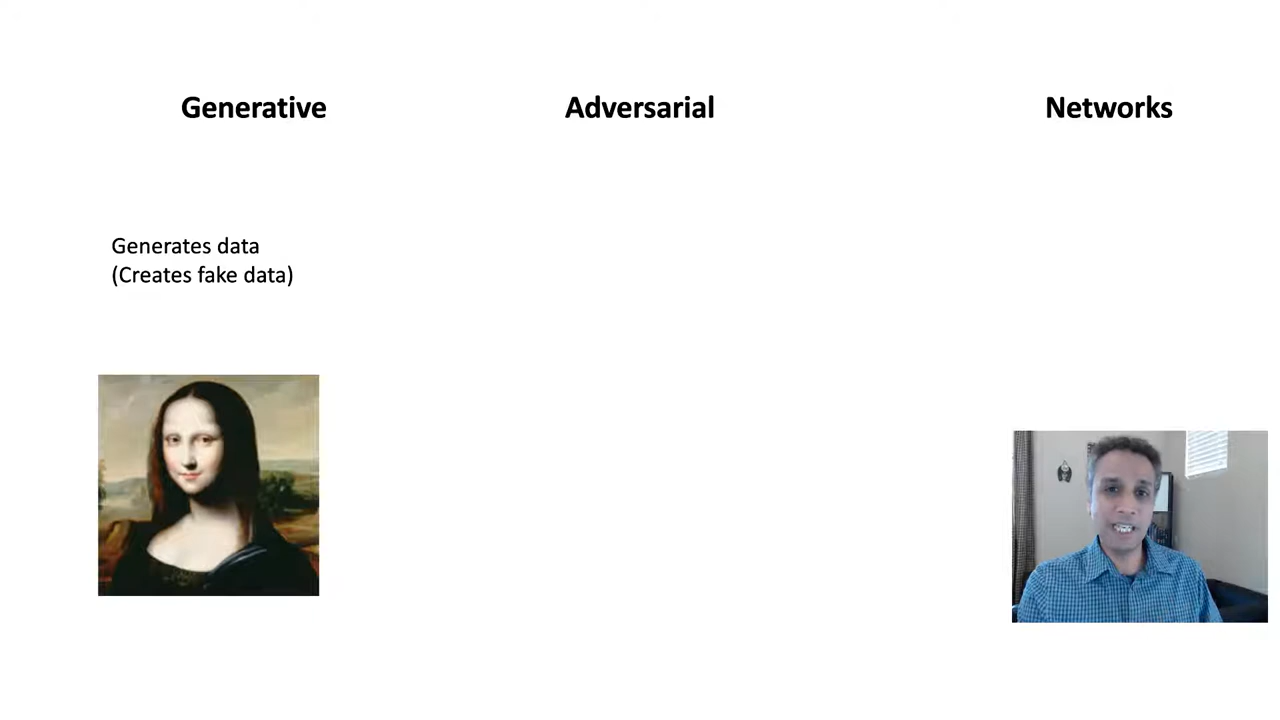 Generative
Adversarial
Networks
Generates data
(Creates fake data)